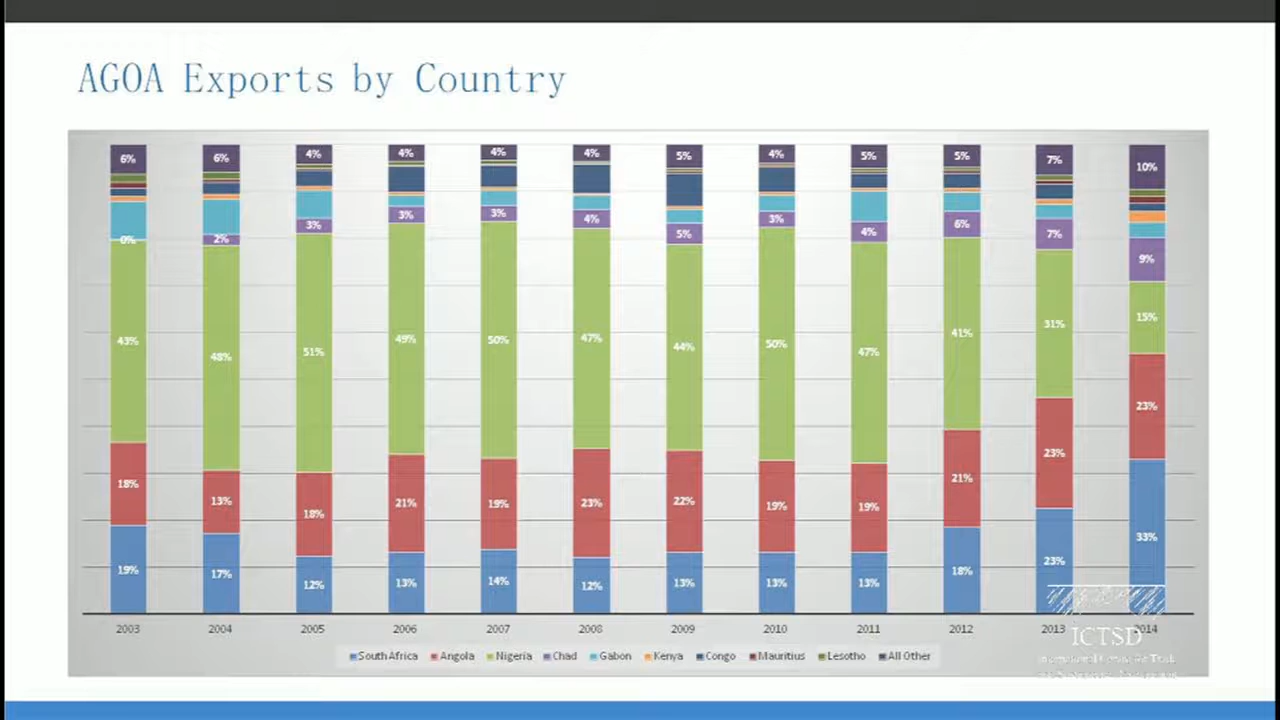 AGOA Exports by Country
6% 6% 4% 4% 4% 4% 5% 4% 5% 5% 7% 10%
0% 2% 3% 3% 3% 4% 5% 3% 4% 6% 7% 9%
43% 48% 51% 49% 50% 47% 44% 50% 47% 41% 31% 15%
18% 13% 18% 21% 19% 23% 22% 19% 19% 21% 23% 23%
19% 17% 12% 13% 14% 12% 13% 13% 13% 18% 23% 33%
2003 2004 2005 2006 2007 2008 2009 2010 2011 2012 2013 2014
South Africa Angola Nigeria Chad Gabon Kenya Congo Mauritius Lesotho All Other
ICTSD
International Centre for Trade